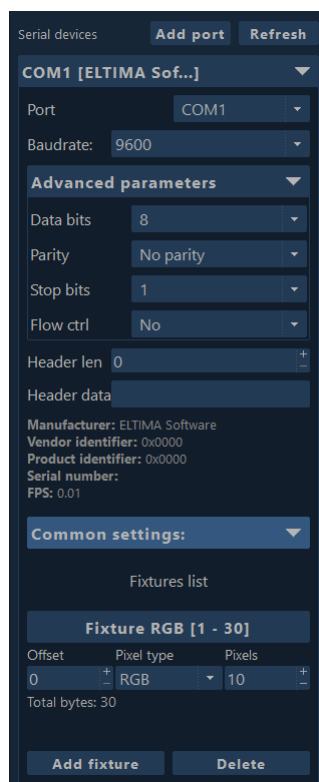 Serial devices Add port Refresh
COM1 [ELTIMA Sof...]
Port COM1
Baudrate: 9600
Advanced parameters
Data bits 8
Parity No parity
Stop bits 1
Flow ctrl No
Header len 0 + -
Header data
Manufacturer: ELTIMA Software
Vendor identifier: 0x0000
Product identifier: 0x0000
Serial number:
FPS: 0.01
Common settings:
Fixtures list
Fixture RGB [1 - 30]
Offset Pixel type Pixels
0 + - RGB 10 + -
Total bytes: 30
Add fixture Delete